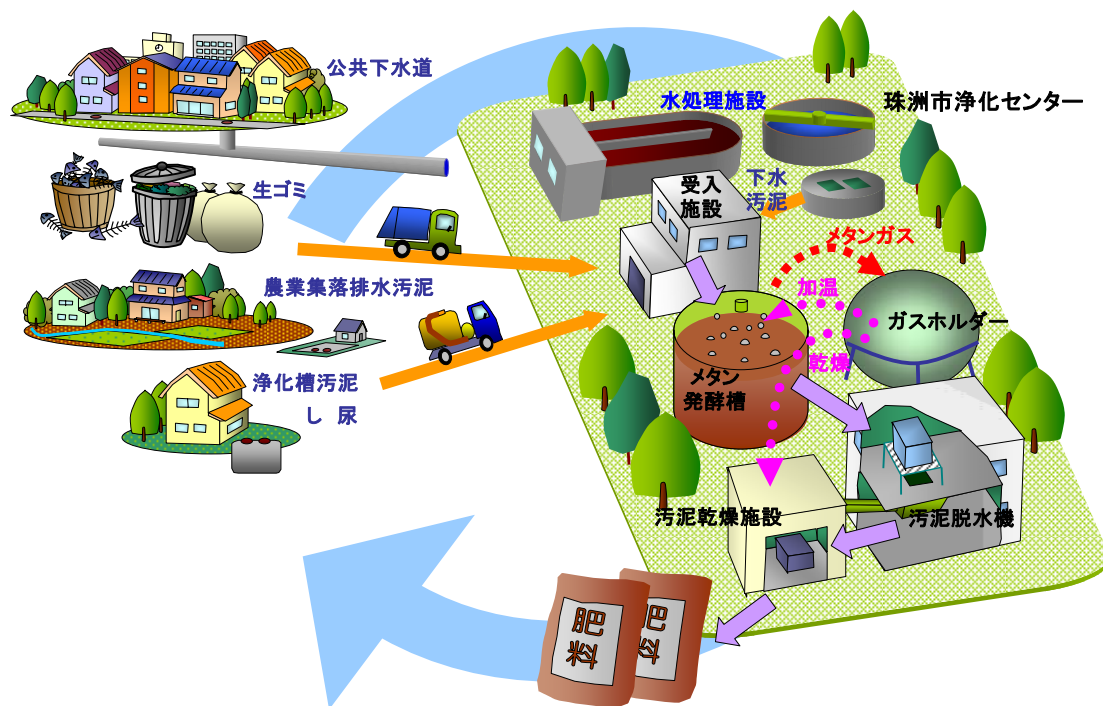 公共下水道
生ゴミ
農業集落排水汚泥
浄化槽汚泥
し 尿
水処理施設
珠洲市浄化センター
受入
施設
下水
汚泥
メタンガス
加温
ガスホルダー
乾燥
メタン
発酵槽
汚泥乾燥施設
汚泥脱水機
肥料
肥料